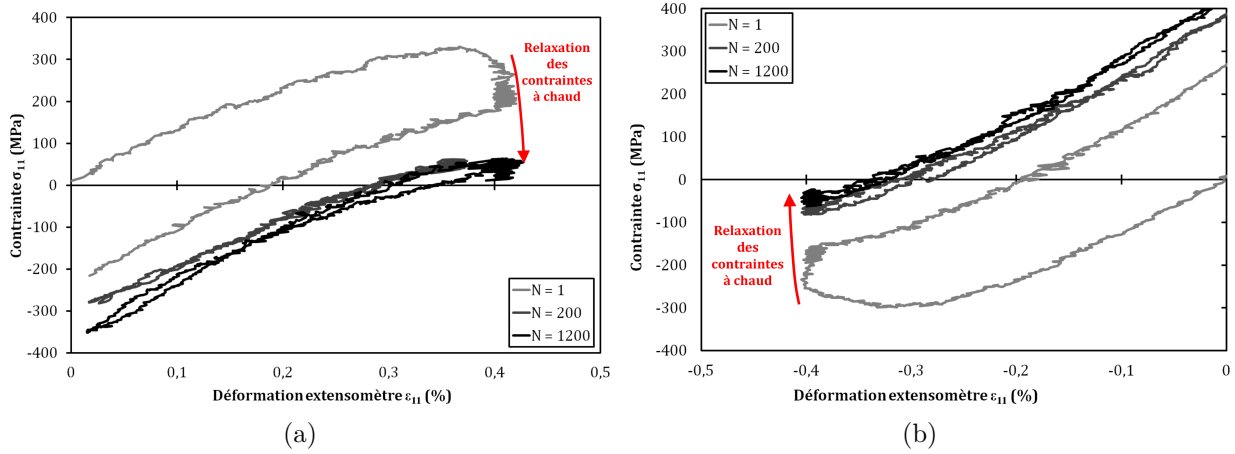 400
300
200
100
0
-100
-200
-300
-400
0
0,1
0,2
0,3
0,4
0,5
Contrainte σ₁₁ (MPa)
Déformation extensomètre ε₁₁ (%)
Relaxation
des
contraintes
à chaud
N = 1
N = 200
N = 1200
(a)
400
300
200
100
0
-100
-200
-300
-400
-0,5
-0,4
-0,3
-0,2
-0,1
0
Contrainte σ₁₁ (MPa)
Déformation extensomètre ε₁₁ (%)
N = 1
N = 200
N = 1200
Relaxation
des
contraintes
à chaud
(b)